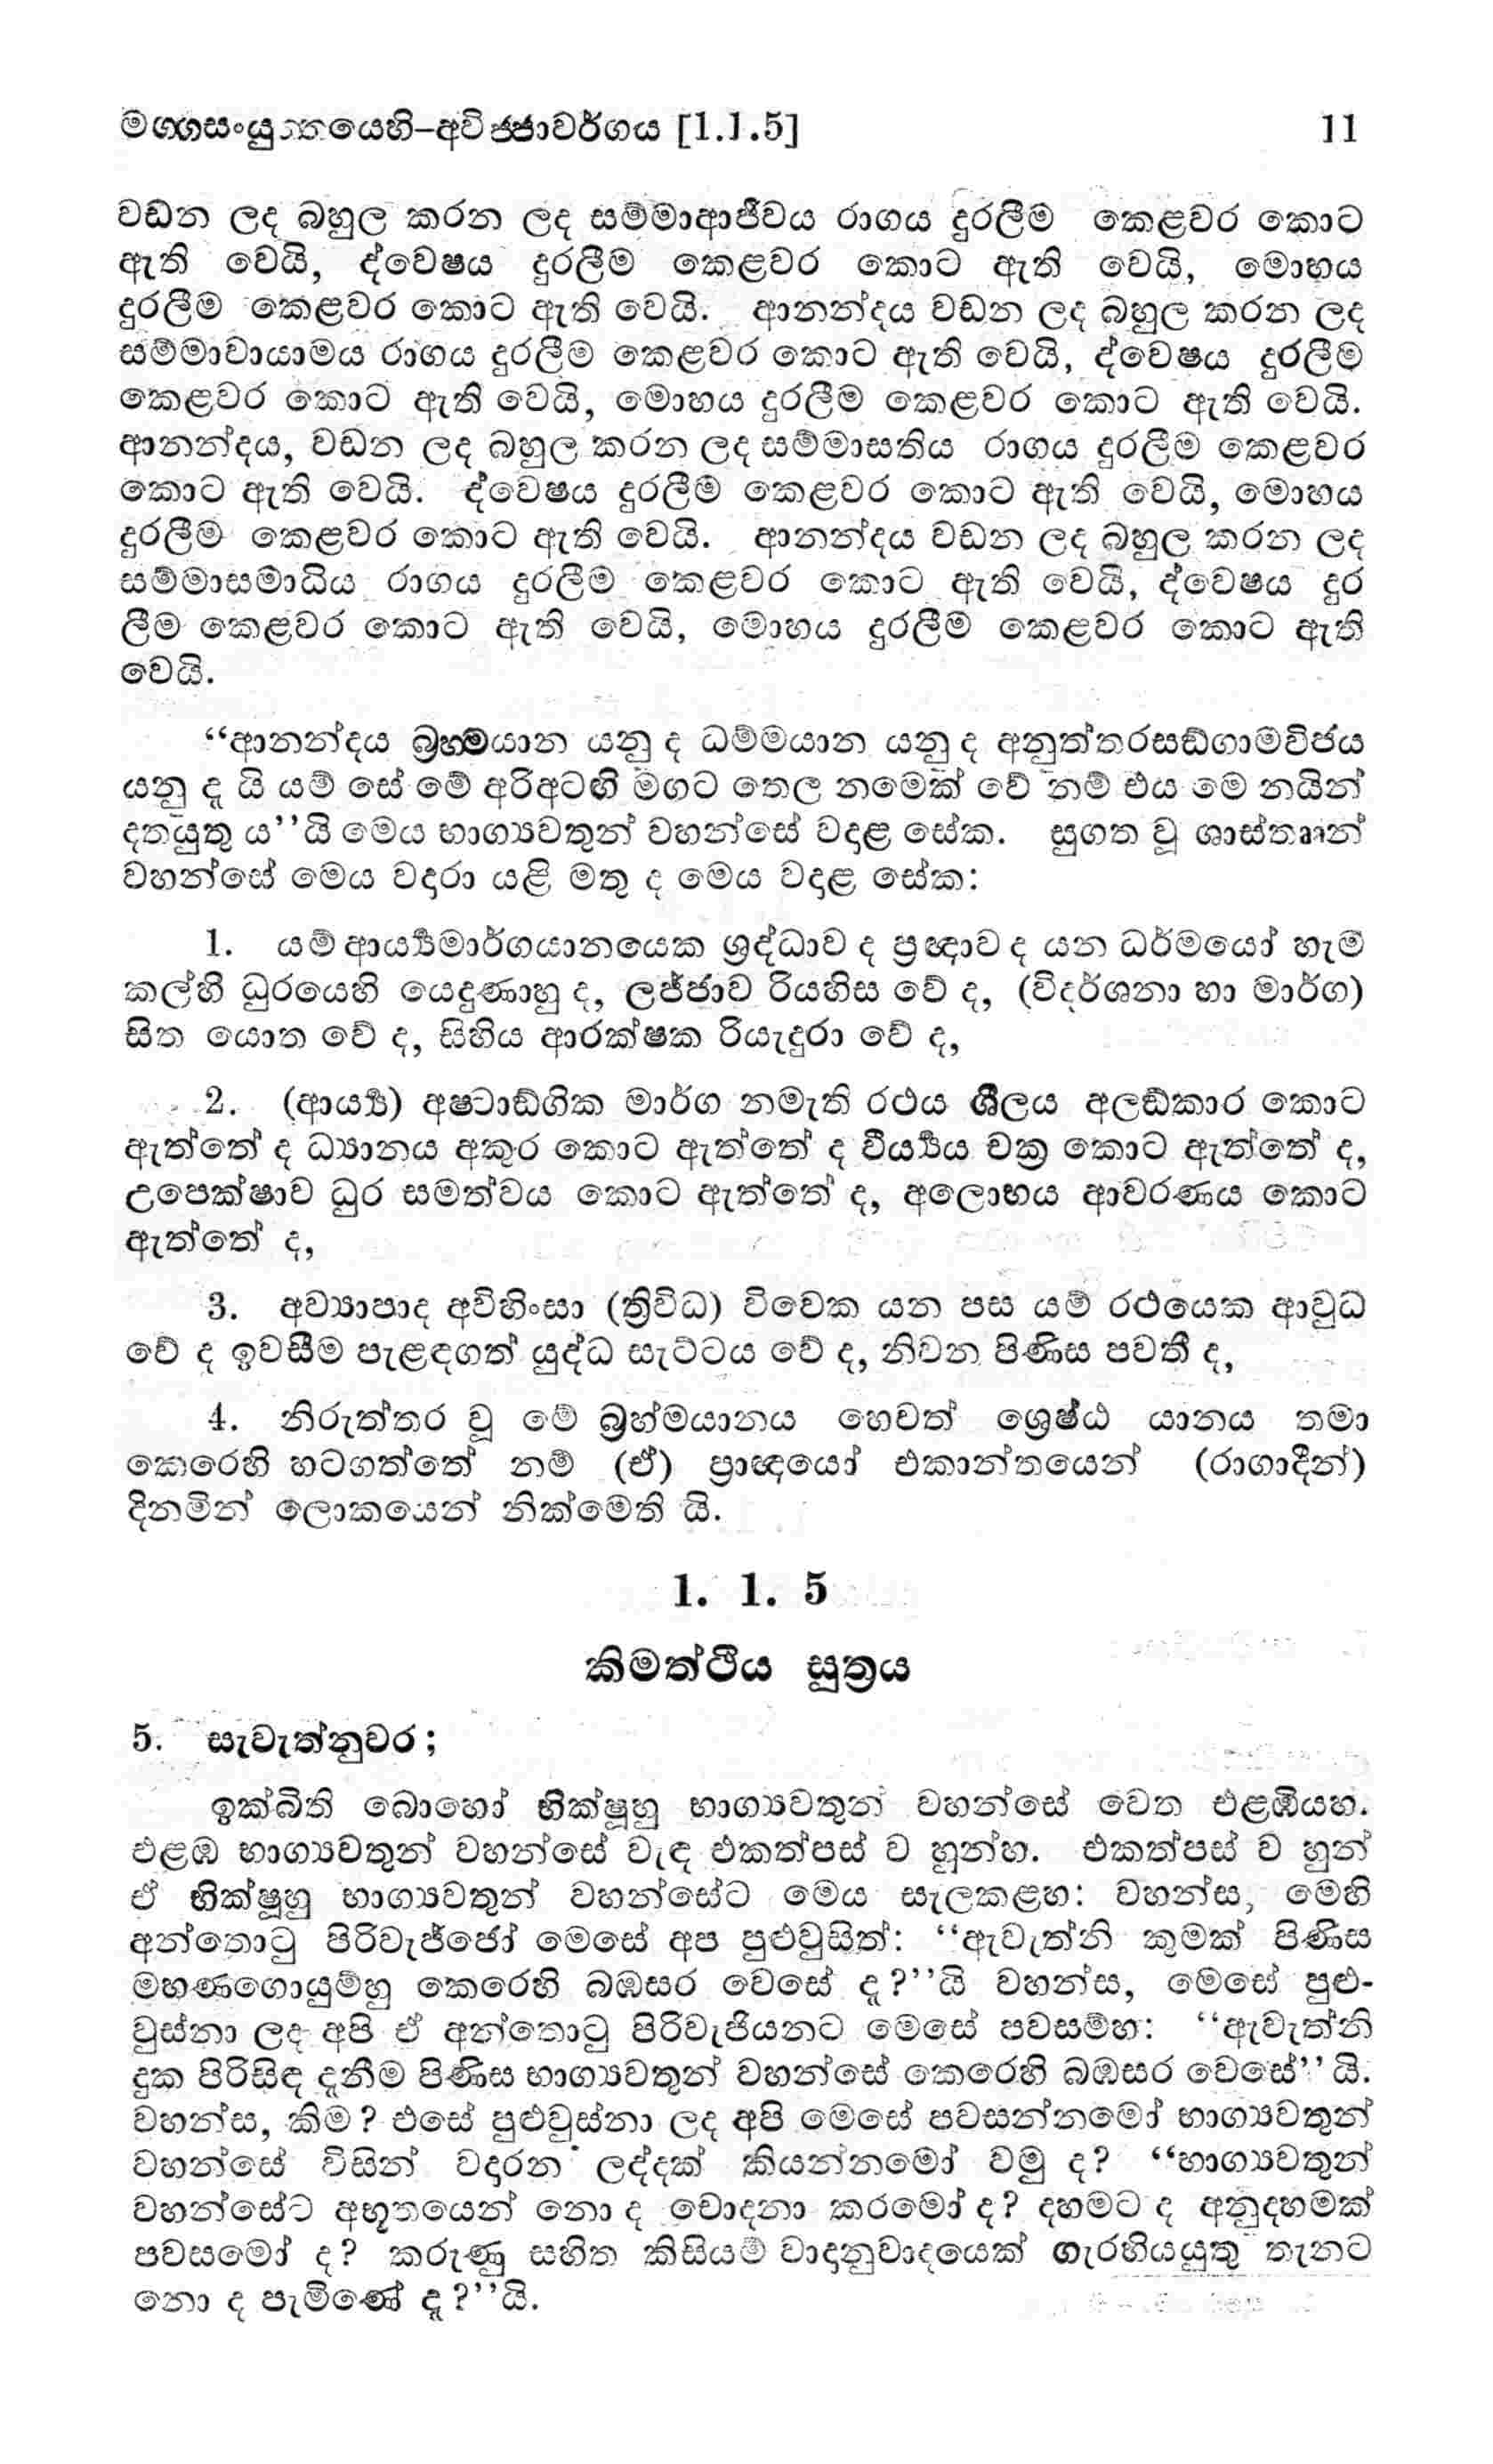 මග්ගසංයුත්තයෙහි-අවිජ්ජාවර්ගය [1.1.5] 11
වඩන ලද බහුල කරන ලද සම්මාආජීවය රාගය දුරලීම කෙළවර කොට
ඇති වෙයි, ද්වෙෂය දුරලීම කෙළවර කොට ඇති වෙයි, මොහය
දුරලීම කෙළවර කොට ඇති වෙයි. ආනන්දය වඩන ලද බහුල කරන ලද
සම්මාවායාමය රාගය දුරලීම කෙළවර කොට ඇති වෙයි, ද්වෙෂය දුරලීම
කෙළවර කොට ඇති වෙයි, මොහය දුරලීම කෙළවර කොට ඇති වෙයි.
ආනන්දය, වඩන ලද බහුල කරන ලද සම්මාසතිය රාගය දුරලීම කෙළවර
කොට ඇති වෙයි. ද්වෙෂය දුරලීම කෙළවර කොට ඇති වෙයි, මොහය
දුරලීම කෙළවර කොට ඇති වෙයි. ආනන්දය වඩන ලද බහුල කරන ලද
සම්මාසමාධිය රාගය දුරලීම කෙළවර කොට ඇති වෙයි, ද්වෙෂය දුර
ලීම කෙළවර කොට ඇති වෙයි, මොහය දුරලීම කෙළවර කොට ඇති
වෙයි.
“ආනන්දය බ්‍රහ්මයාන යනු ද ධම්මයාන යනු ද අනුත්තරසඞ්ගාමවිජය
යනු දූ යි යම් සේ මේ අරිඅටඟි මගට තෙල නමෙක් වේ නම් එය මෙ නයින්
දතයුතු ය”යි මෙය භාග්‍යවතුන් වහන්සේ වදාළ සේක. සුගත වූ ශාස්තෲන්
වහන්සේ මෙය වදාරා යළි මතු ද මෙය වදාළ සේක:
1. යම් ආර්‍ය්‍යමාර්ගයානයෙක ශ්‍රද්ධාව ද ප්‍රඥාව ද යන ධර්මයෝ හැම
කල්හි ධුරයෙහි යෙදුණාහු ද, ලජ්ජාව රියහිස වේ ද, (විදර්ශනා හා මාර්ග)
සිත යොත වේ ද, සිහිය ආරක්ෂක රියැදුරා වේ ද,
2. (ආර්‍ය්‍ය) අෂ්ටාඞ්ගික මාර්ග නමැති රථය ශීලය අලඞ්කාර කොට
ඇත්තේ ද ධ්‍යානය අකුර කොට ඇත්තේ ද වීර්‍ය්‍යය චක්‍ර කොට ඇත්තේ ද,
උපෙක්ෂාව ධුර සමත්වය කොට ඇත්තේ ද, අලොභය ආවරණය කොට
ඇත්තේ ද,
3. අව්‍යාපාද අවිහිංසා (ත්‍රිවිධ) විවෙක යන පස යම් රථයෙක ආවුධ
වේ ද ඉවසීම පැළඳගත් යුද්ධ සැට්ටය වේ ද, නිවන පිණිස පවතී ද,
4. නිරුත්තර වූ මේ බ්‍රහ්මයානය හෙවත් ශ්‍රෙෂ්ඨ යානය තමා
කෙරෙහි හටගත්තේ නම් (ඒ) ප්‍රාඥයෝ එකාන්තයෙන් (රාගාදීන්)
දිනමින් ලොකයෙන් නික්මෙති යි.
1. 1. 5
කිමත්ථිය සූත්‍රය
5. සැවැත්නුවර;
ඉක්බිති බොහෝ භික්ෂූහු භාග්‍යවතුන් වහන්සේ වෙත එළඹියහ.
එළඹ භාග්‍යවතුන් වහන්සේ වැඳ එකත්පස් ව හුන්හ. එකත්පස් ව හුන්
ඒ භික්ෂූහු භාග්‍යවතුන් වහන්සේට මෙය සැලකළහ: වහන්ස, මෙහි
අන්තොටු පිරිවැජ්ජෝ මෙසේ අප පුළුවුසිත්: “ඇවැත්නි කුමක් පිණිස
මහණගොයුම්හු කෙරෙහි බඹසර වෙසේ දූ?”යි වහන්ස, මෙසේ පුළු-
වුස්නා ලද අපි ඒ අන්තොටු පිරිවැජියනට මෙසේ පවසම්හ: “ඇවැත්නි
දුක පිරිසිඳ දැනීම පිණිස භාග්‍යවතුන් වහන්සේ කෙරෙහි බඹසර වෙසේ”යි.
වහන්ස, කිම? එසේ පුළුවුස්නා ලද අපි මෙසේ පවසන්නමෝ භාග්‍යවතුන්
වහන්සේ විසින් වදාරන ලද්දක් කියන්නමෝ වමු ද? “භාග්‍යවතුන්
වහන්සේට අභූතයෙන් නො ද චොදනා කරමෝ ද? දහමට ද අනුදහමක්
පවසමෝ ද? කරුණු සහිත කිසියම් වාදානුවාදයෙක් ගැරහියයුතු තැනට
නො ද පැමිණේ දූ?”යි.